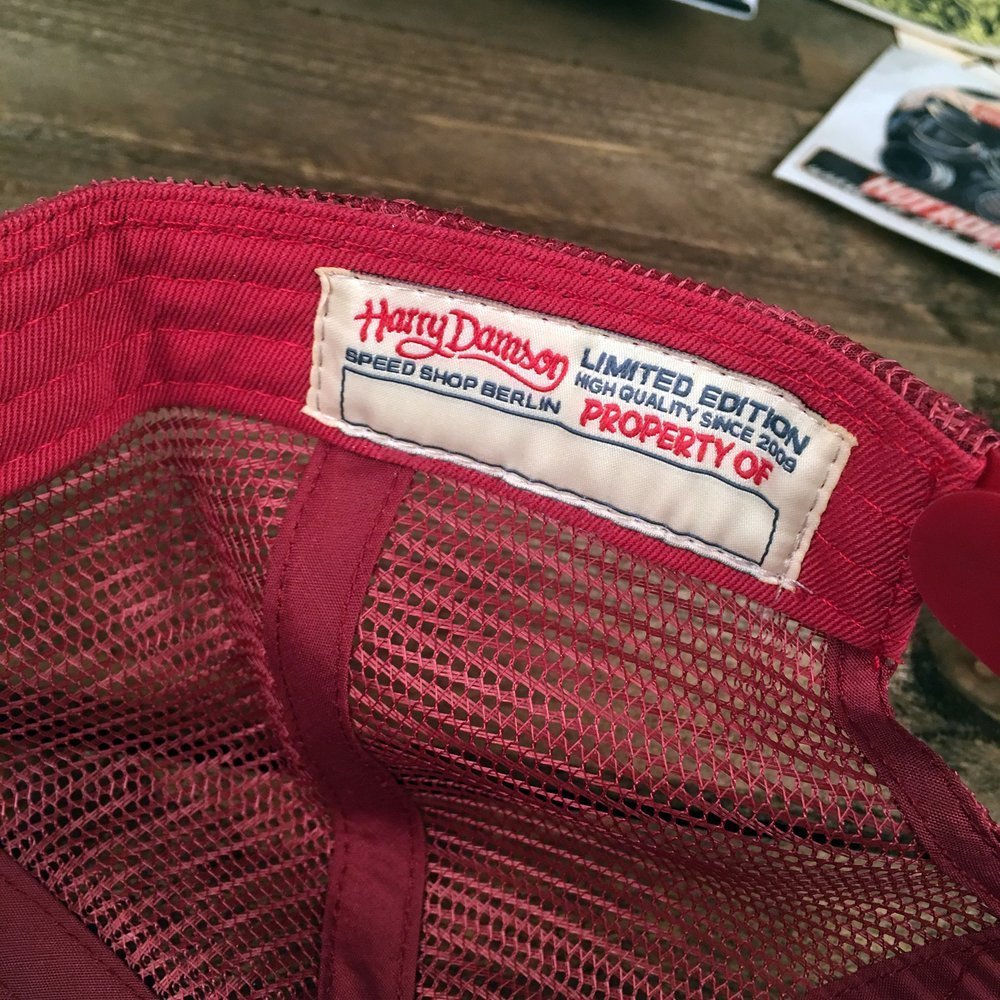 Harry Damson
SPEED SHOP BERLIN
LIMITED EDITION
HIGH QUALITY SINCE 2009
PROPERTY OF